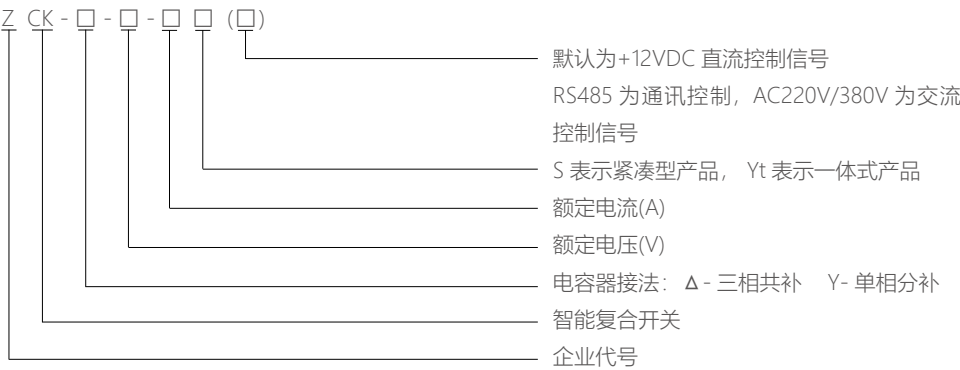 Z CK - □ - □ - □ □ (□)
默认为+12VDC 直流控制信号
RS485 为通讯控制，AC220V/380V 为交流
控制信号
S 表示紧凑型产品， Yt 表示一体式产品
额定电流(A)
额定电压(V)
电容器接法： Δ - 三相共补 Y- 单相分补
智能复合开关
企业代号